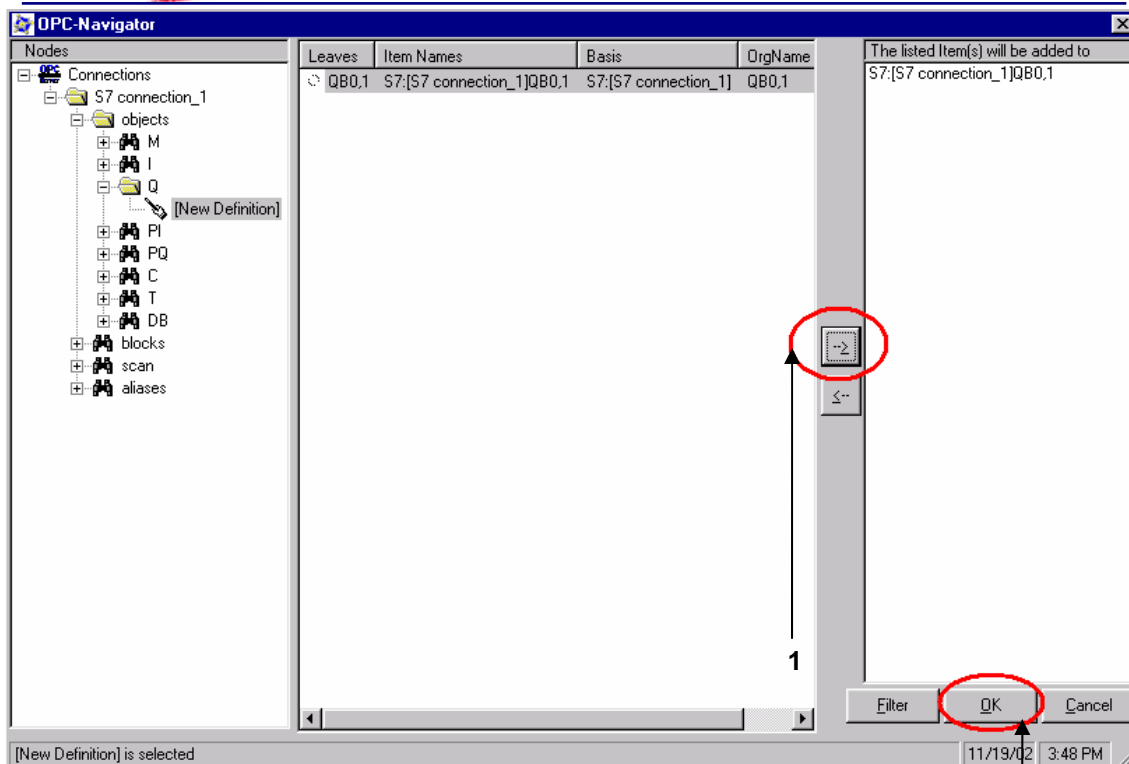 OPC-Navigator
Nodes
Connections
S7 connection_1
objects
M
I
Q
[New Definition]
PI
PQ
C
T
DB
blocks
scan
aliases
Leaves Item Names Basis OrgName
QB0,1 S7:[S7 connection_1]QB0,1 S7:[S7 connection_1] QB0,1
-->
<--
1
The listed Item(s) will be added to
S7:[S7 connection_1]QB0,1
Filter OK Cancel
[New Definition] is selected 11/19/02 3:48 PM